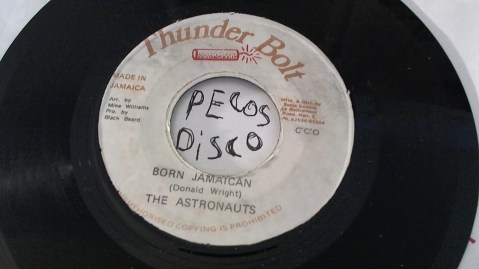 Thunder Bolt
MADE IN
JAMAICA
Arr. by
Mike Williams
Pro. by
Black Beard
C'C'O
PECOS
DISCO
BORN JAMAICAN
(Donald Wright)
THE ASTRONAUTS
UNAUTHORISED COPYING IS PROHIBITED